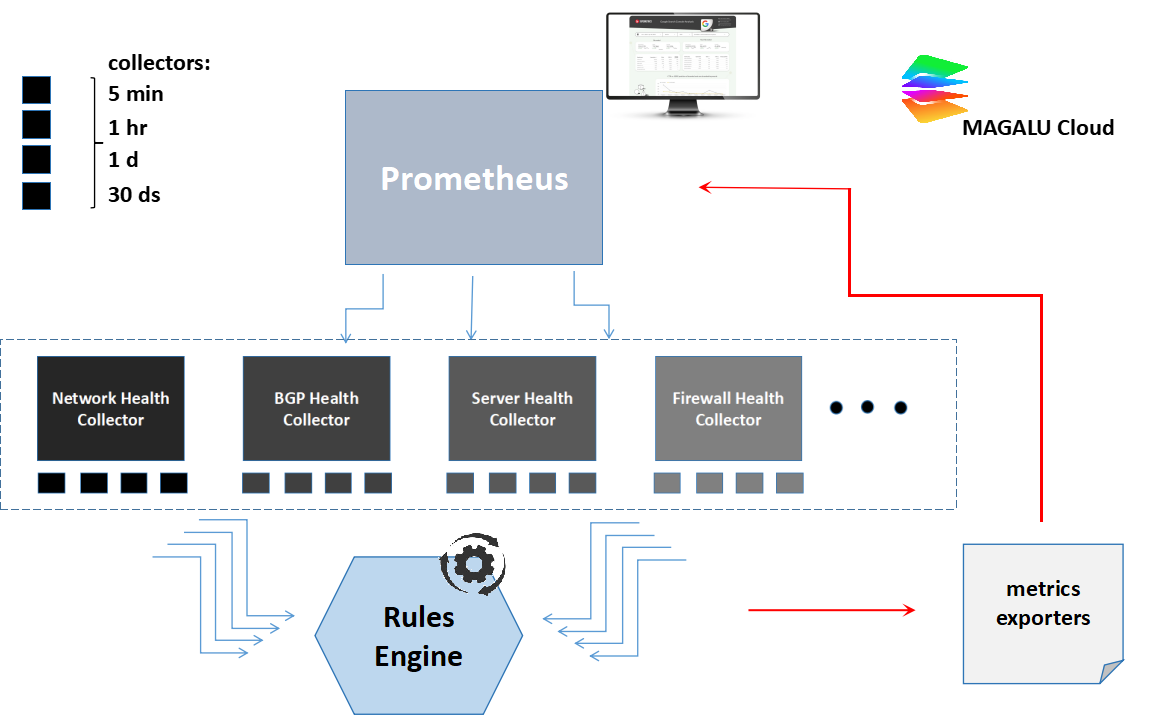 collectors:
5 min
1 hr
1 d
30 ds
Prometheus
MAGALU Cloud
Network Health
Collector
BGP Health
Collector
Server Health
Collector
Firewall Health
Collector
Rules
Engine
metrics
exporters